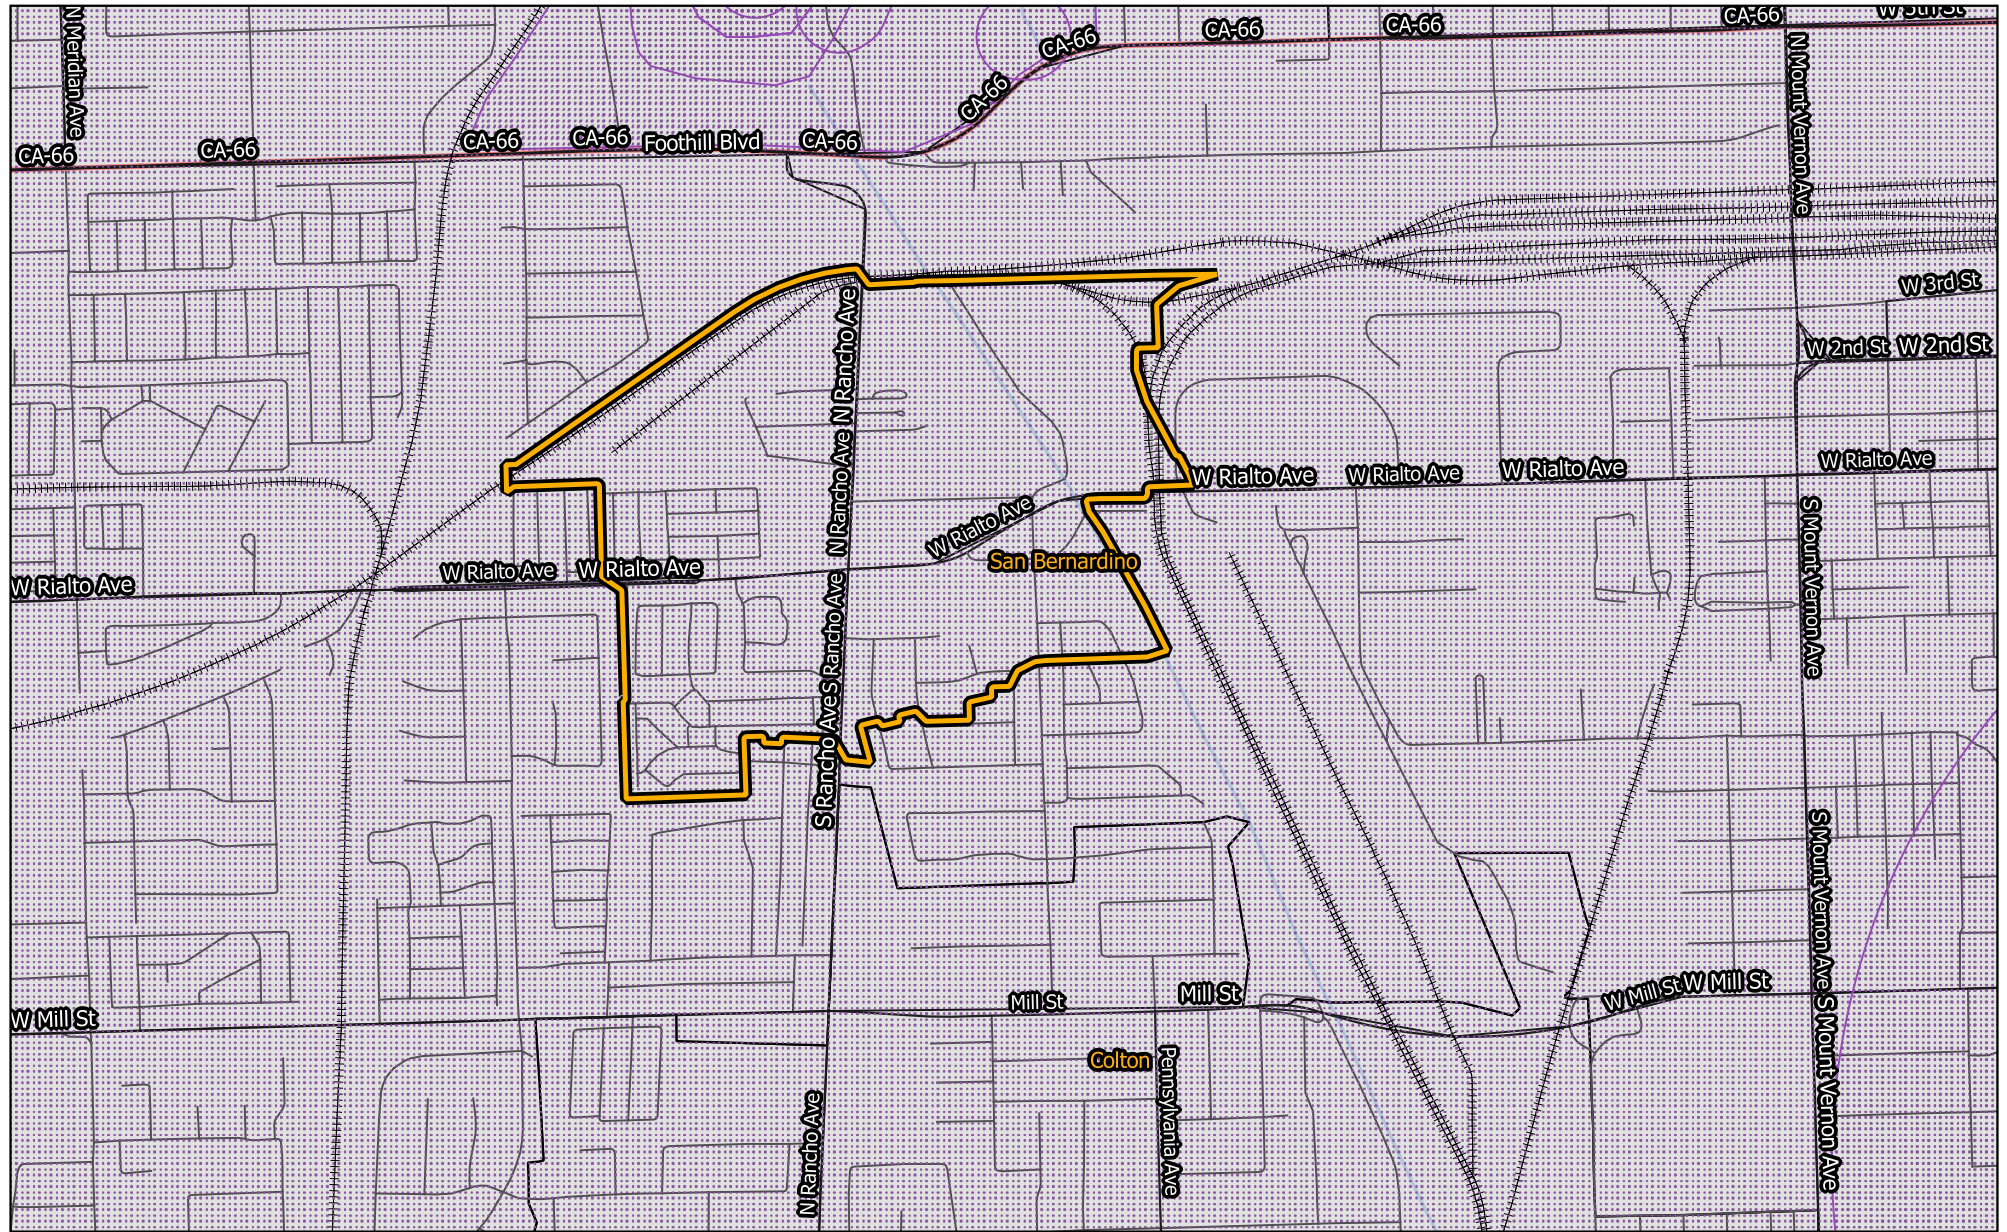 N Meridian Ave
CA-66
CA-66
CA-66
CA-66
Foothill Blvd
CA-66
CA-66
CA-66
CA-66
CA-66
CA-66
W 5th St
N Mount Vernon Ave
W 3rd St
W 2nd St
W 2nd St
N Rancho Ave
N Rancho Ave
N Rancho Ave
W Rialto Ave
W Rialto Ave
W Rialto Ave
W Rialto Ave
W Rialto Ave
W Rialto Ave
W Rialto Ave
W Rialto Ave
San Bernardino
S Mount Vernon Ave
S Rancho Ave
S Rancho Ave
S Mount Vernon Ave
W Mill St
Mill St
Mill St
W Mill St
W Mill St
S Mount Vernon Ave
Colton
Pennsylvania Ave
N Rancho Ave